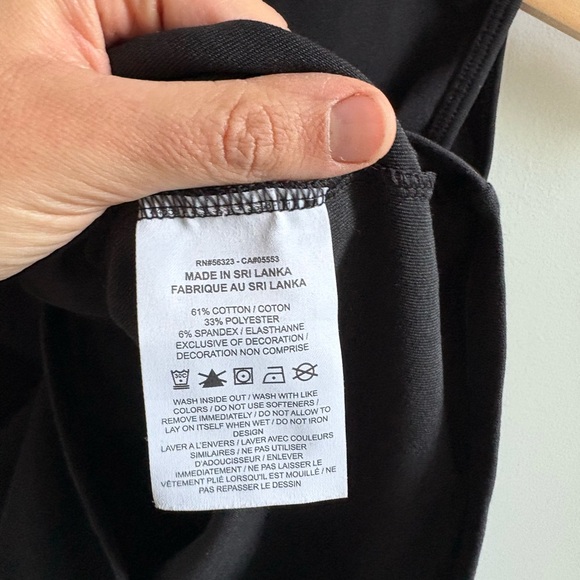 RN#56323 - CA#05553
MADE IN SRI LANKA
FABRIQUE AU SRI LANKA
61% COTTON / COTON
33% POLYESTER
6% SPANDEX / ELASTHANNE
EXCLUSIVE OF DECORATION /
DECORATION NON COMPRISE
30C
WASH INSIDE OUT / WASH WITH LIKE
COLORS / DO NOT USE SOFTENERS /
REMOVE IMMEDIATELY / DO NOT ALLOW TO
LAY ON ITSELF WHEN WET / DO NOT IRON
DESIGN
LAVER A L'ENVERS / LAVER AVEC COULEURS
SIMILAIRES / NE PAS UTILISER
D'ADOUCISSEUR / ENLEVER
IMMEDIATEMENT / NE PAS LAISSER LE
VÊTEMENT PLIÉ LORSQU'IL EST MOUILLÉ / NE
PAS REPASSER LE DESSIN